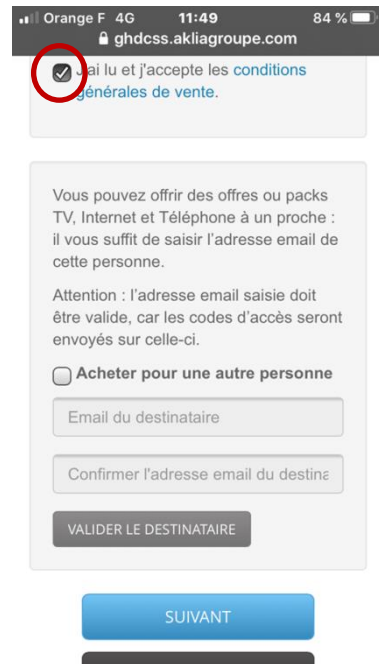 Orange F 4G 11:49 84 %
ghdcss.akliagroupe.com
J'ai lu et j'accepte les conditions
générales de vente.
Vous pouvez offrir des offres ou packs
TV, Internet et Téléphone à un proche :
il vous suffit de saisir l'adresse email de
cette personne.
Attention : l'adresse email saisie doit
être valide, car les codes d'accès seront
envoyés sur celle-ci.
Acheter pour une autre personne
Email du destinataire
Confirmer l'adresse email du destina
VALIDER LE DESTINATAIRE
SUIVANT